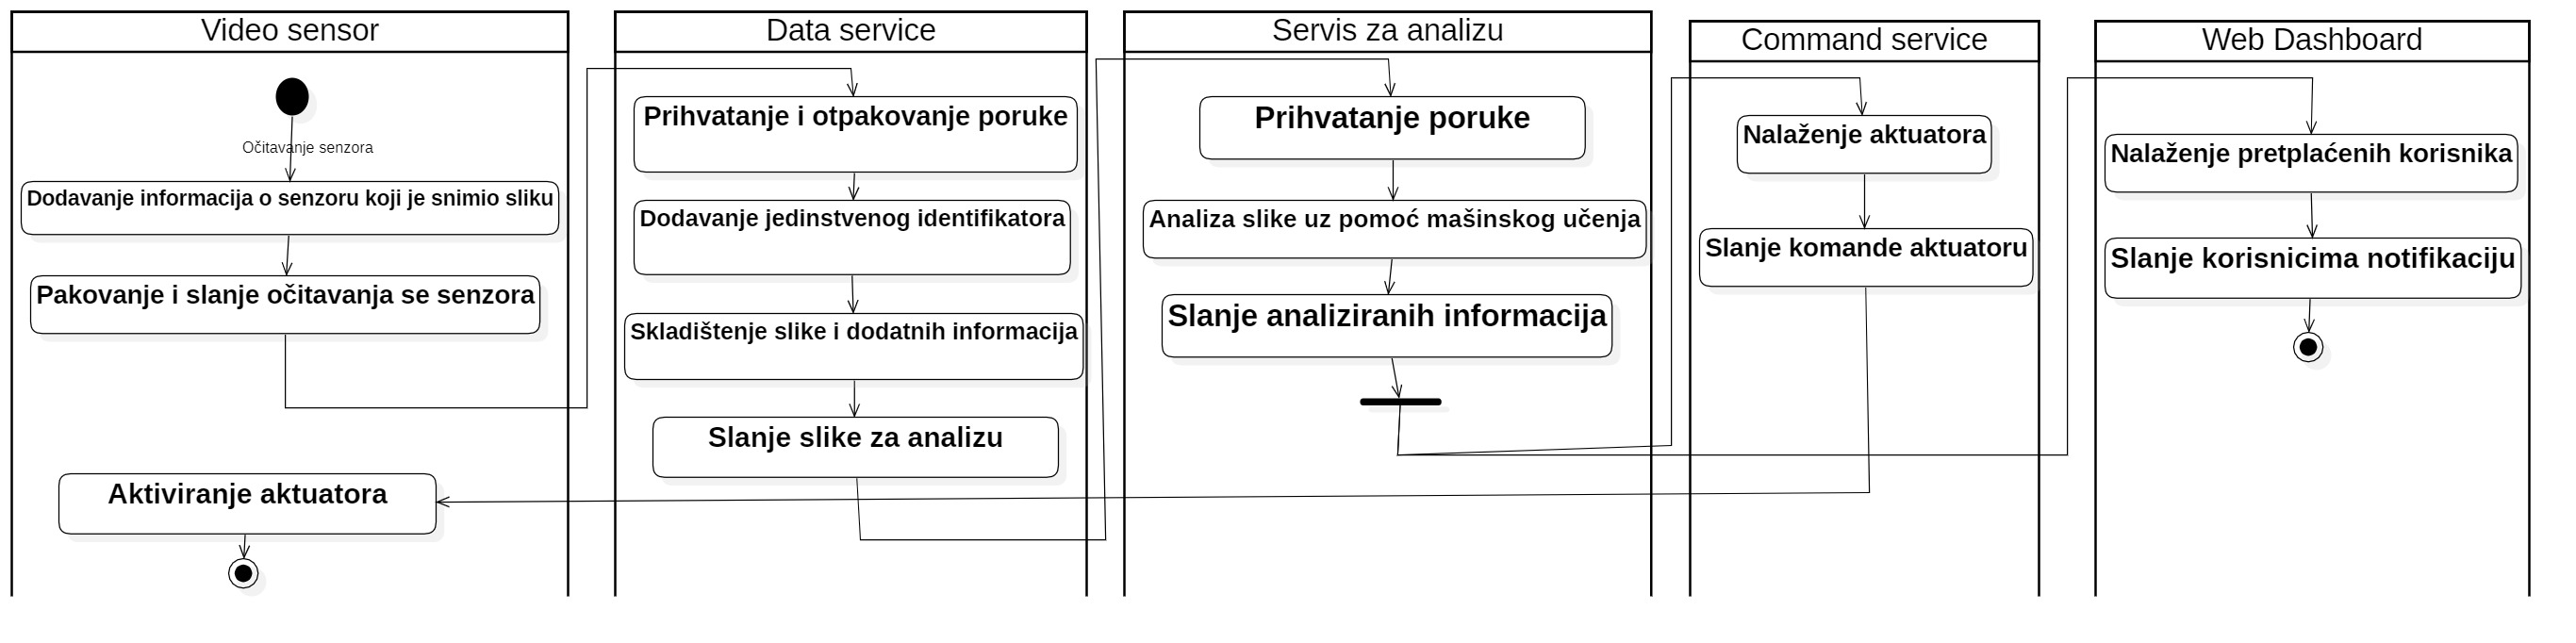 Video sensor
Očitavanje senzora
Dodavanje informacija o senzoru koji je snimio sliku
Pakovanje i slanje očitavanja se senzora
Aktiviranje aktuatora
Data service
Prihvatanje i otpakovanje poruke
Dodavanje jedinstvenog identifikatora
Skladištenje slike i dodatnih informacija
Slanje slike za analizu
Servis za analizu
Prihvatanje poruke
Analiza slike uz pomoć mašinskog učenja
Slanje analiziranih informacija
Command service
Nalaženje aktuatora
Slanje komande aktuatoru
Web Dashboard
Nalaženje pretplaćenih korisnika
Slanje korisnicima notifikaciju